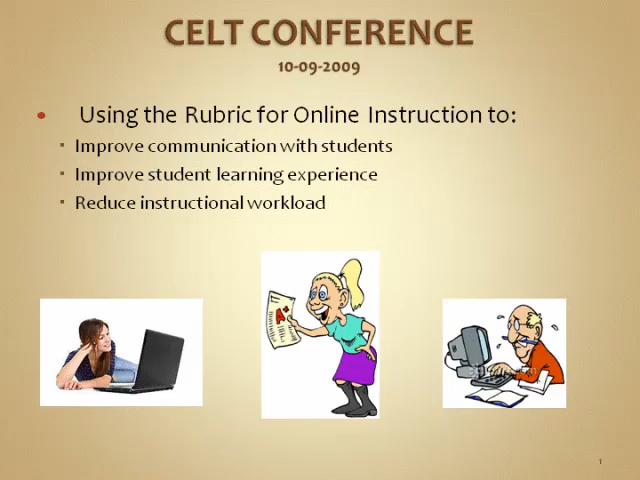 CELT CONFERENCE
10-09-2009
• Using the Rubric for Online Instruction to:
▪ Improve communication with students
▪ Improve student learning experience
▪ Reduce instructional workload
1